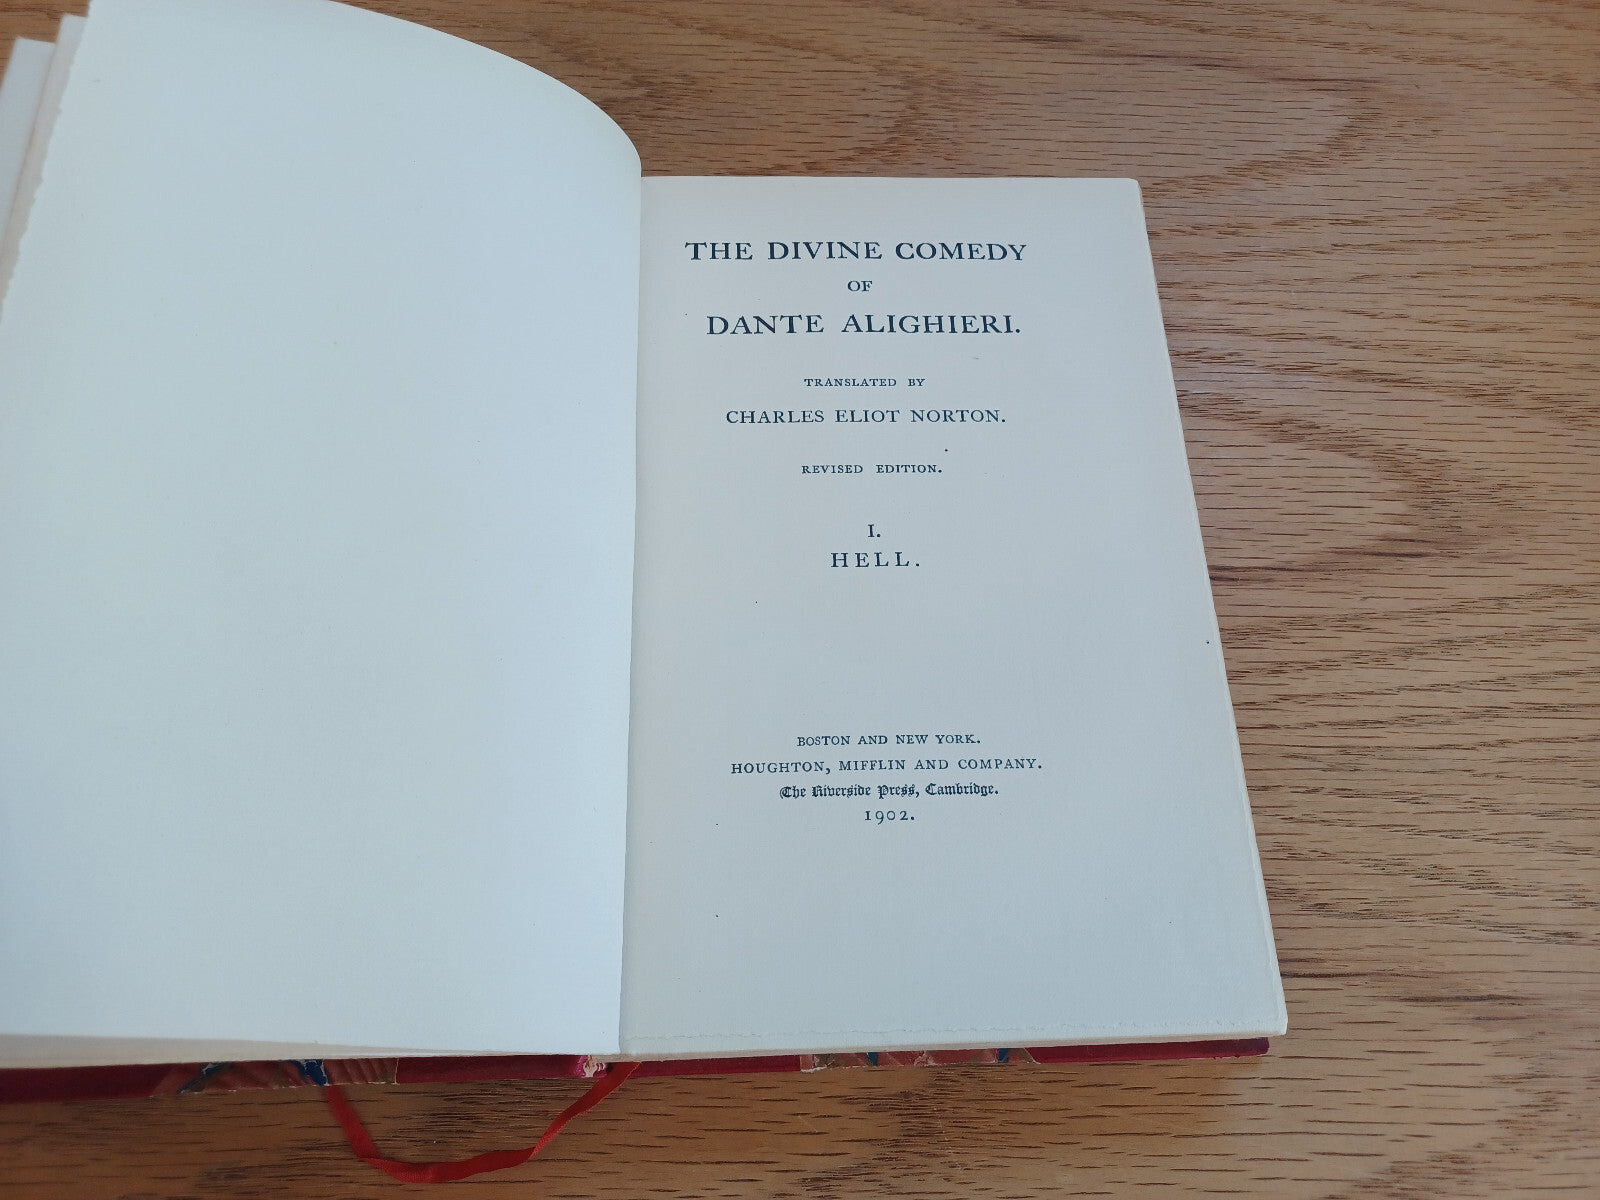 THE DIVINE COMEDY
OF
DANTE ALIGHIERI.
TRANSLATED BY
CHARLES ELIOT NORTON.
REVISED EDITION.
I.
HELL.
BOSTON AND NEW YORK.
HOUGHTON, MIFFLIN AND COMPANY.
The Riverside Press, Cambridge.
1902.